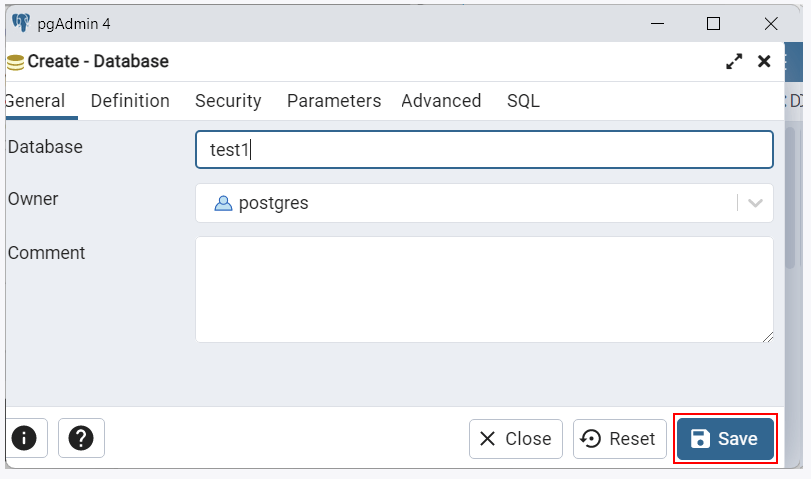 pgAdmin 4
Create - Database
General Definition Security Parameters Advanced SQL
Database test1
Owner postgres
Comment
Close Reset Save